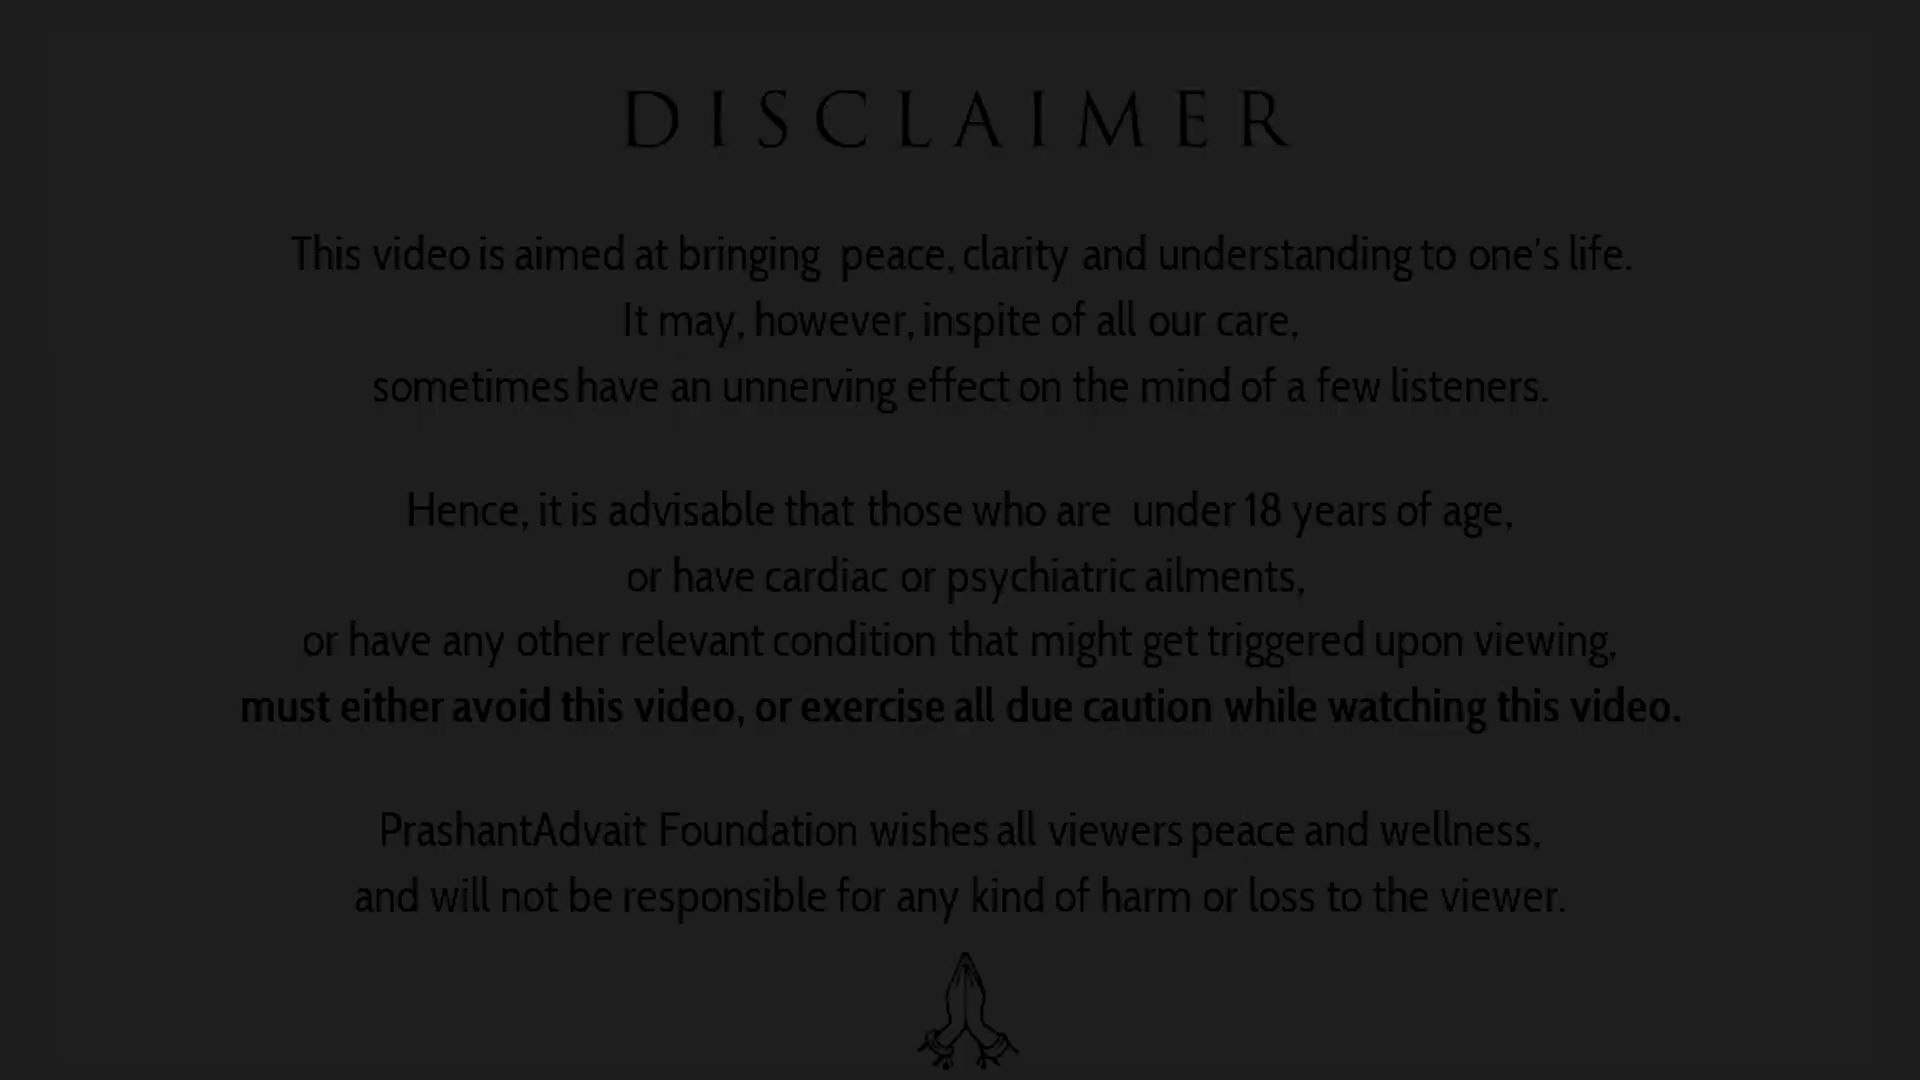 DISCLAIMER
This video is aimed at bringing peace, clarity and understanding to one's life.
It may, however, inspite of all our care,
sometimes have an unnerving effect on the mind of a few listeners.
Hence, it is advisable that those who are under 18 years of age,
or have cardiac or psychiatric ailments,
or have any other relevant condition that might get triggered upon viewing,
must either avoid this video, or exercise all due caution while watching this video.
PrashantAdvait Foundation wishes all viewers peace and wellness,
and will not be responsible for any kind of harm or loss to the viewer.